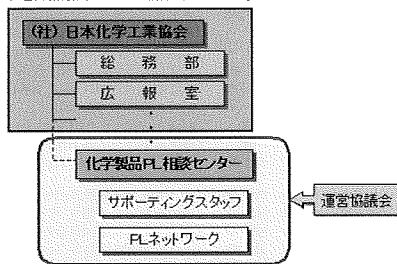 (社)日本化学工業協会
総務部
広報室
化学製品PL相談センター
サポーティングスタッフ
運営協議会
PLネットワーク